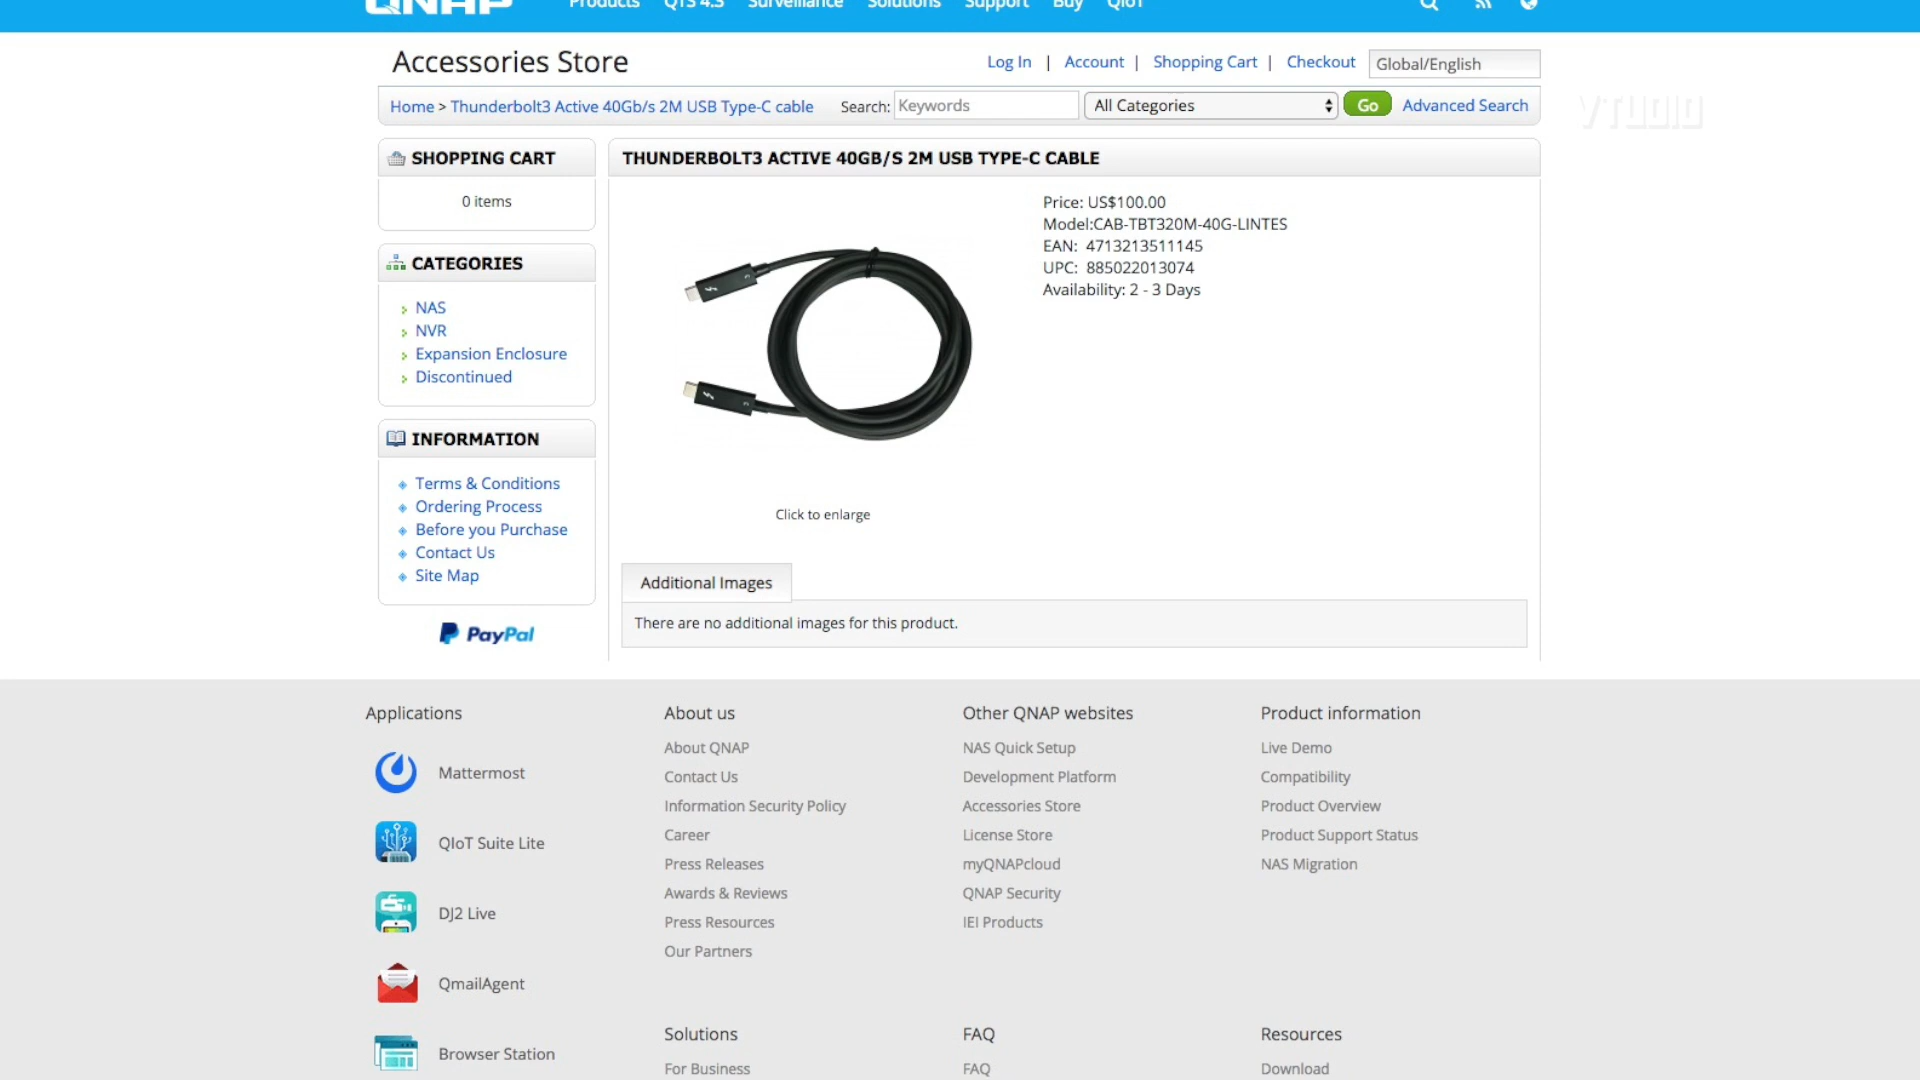 QNAP
Products QTS 4.3 Surveillance Solutions Support Buy QIoT
Accessories Store
Log In | Account | Shopping Cart | Checkout Global/English
Home > Thunderbolt3 Active 40Gb/s 2M USB Type-C cable Search: Keywords All Categories Go Advanced Search
VTUDIO
SHOPPING CART
0 items
CATEGORIES
NAS
NVR
Expansion Enclosure
Discontinued
INFORMATION
Terms & Conditions
Ordering Process
Before you Purchase
Contact Us
Site Map
PayPal
THUNDERBOLT3 ACTIVE 40GB/S 2M USB TYPE-C CABLE
Price: US$100.00
Model:CAB-TBT320M-40G-LINTES
EAN: 4713213511145
UPC: 885022013074
Availability: 2 - 3 Days
Click to enlarge
Additional Images
There are no additional images for this product.
Applications
Mattermost
QIoT Suite Lite
DJ2 Live
QmailAgent
Browser Station
About us
About QNAP
Contact Us
Information Security Policy
Career
Press Releases
Awards & Reviews
Press Resources
Our Partners
Other QNAP websites
NAS Quick Setup
Development Platform
Accessories Store
License Store
myQNAPcloud
QNAP Security
IEI Products
Product information
Live Demo
Compatibility
Product Overview
Product Support Status
NAS Migration
Solutions
For Business
FAQ
FAQ
Resources
Download